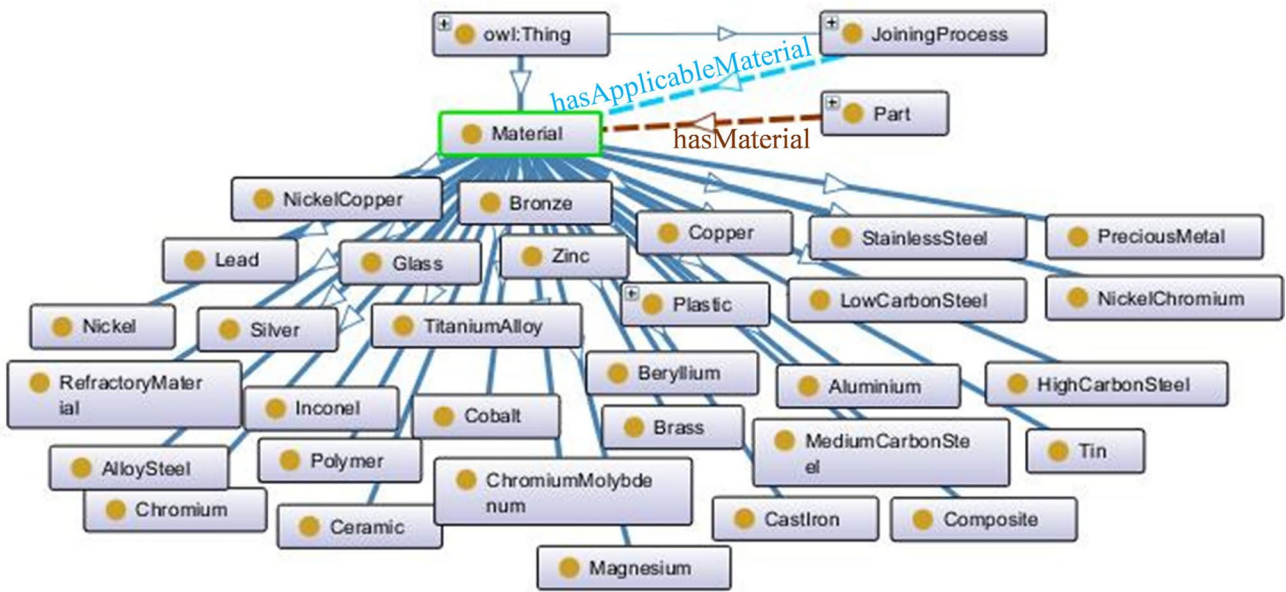 owl:Thing
JoiningProcess
hasApplicableMaterial
Part
Material
hasMaterial
NickelCopper
Bronze
Copper
StainlessSteel
PreciousMetal
Lead
Glass
Zinc
Plastic
LowCarbonSteel
NickelChromium
Nickel
Silver
TitaniumAlloy
RefractoryMater
ial
Inconel
Cobalt
Beryllium
Aluminium
HighCarbonSteel
Brass
MediumCarbonSte
el
Tin
AlloySteel
Polymer
ChromiumMolybde
num
Chromium
Ceramic
CastIron
Composite
Magnesium